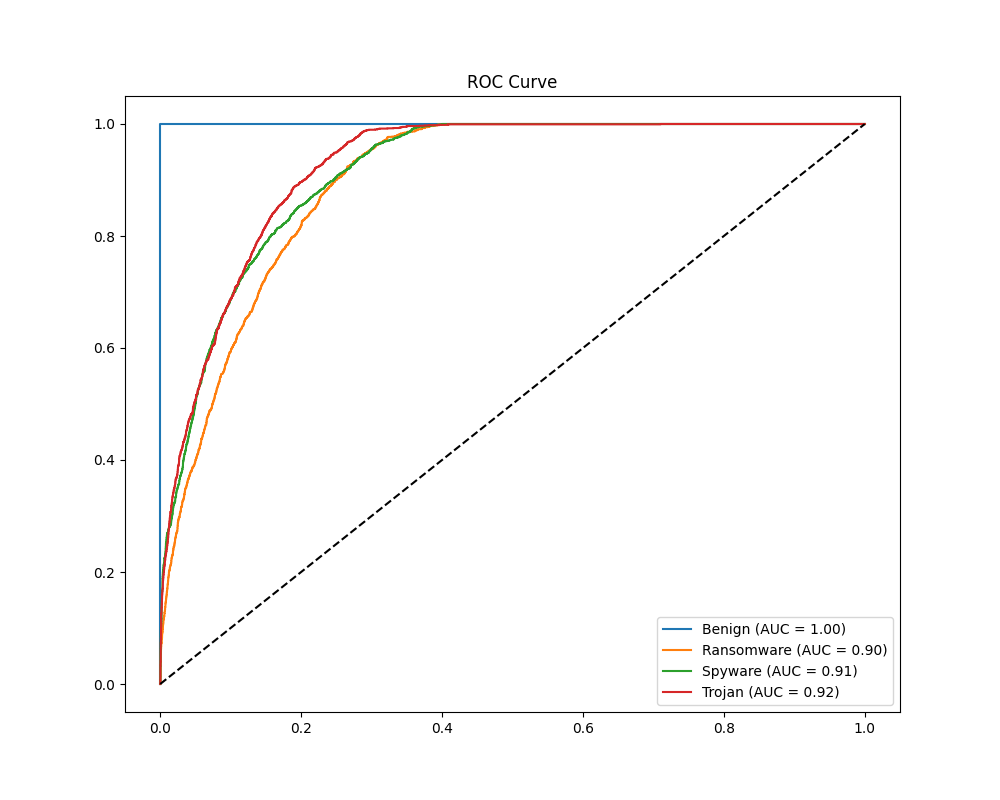 ROC Curve
1.0
0.8
0.6
0.4
0.2
0.0
0.0 0.2 0.4 0.6 0.8 1.0
Benign (AUC = 1.00)
Ransomware (AUC = 0.90)
Spyware (AUC = 0.91)
Trojan (AUC = 0.92)